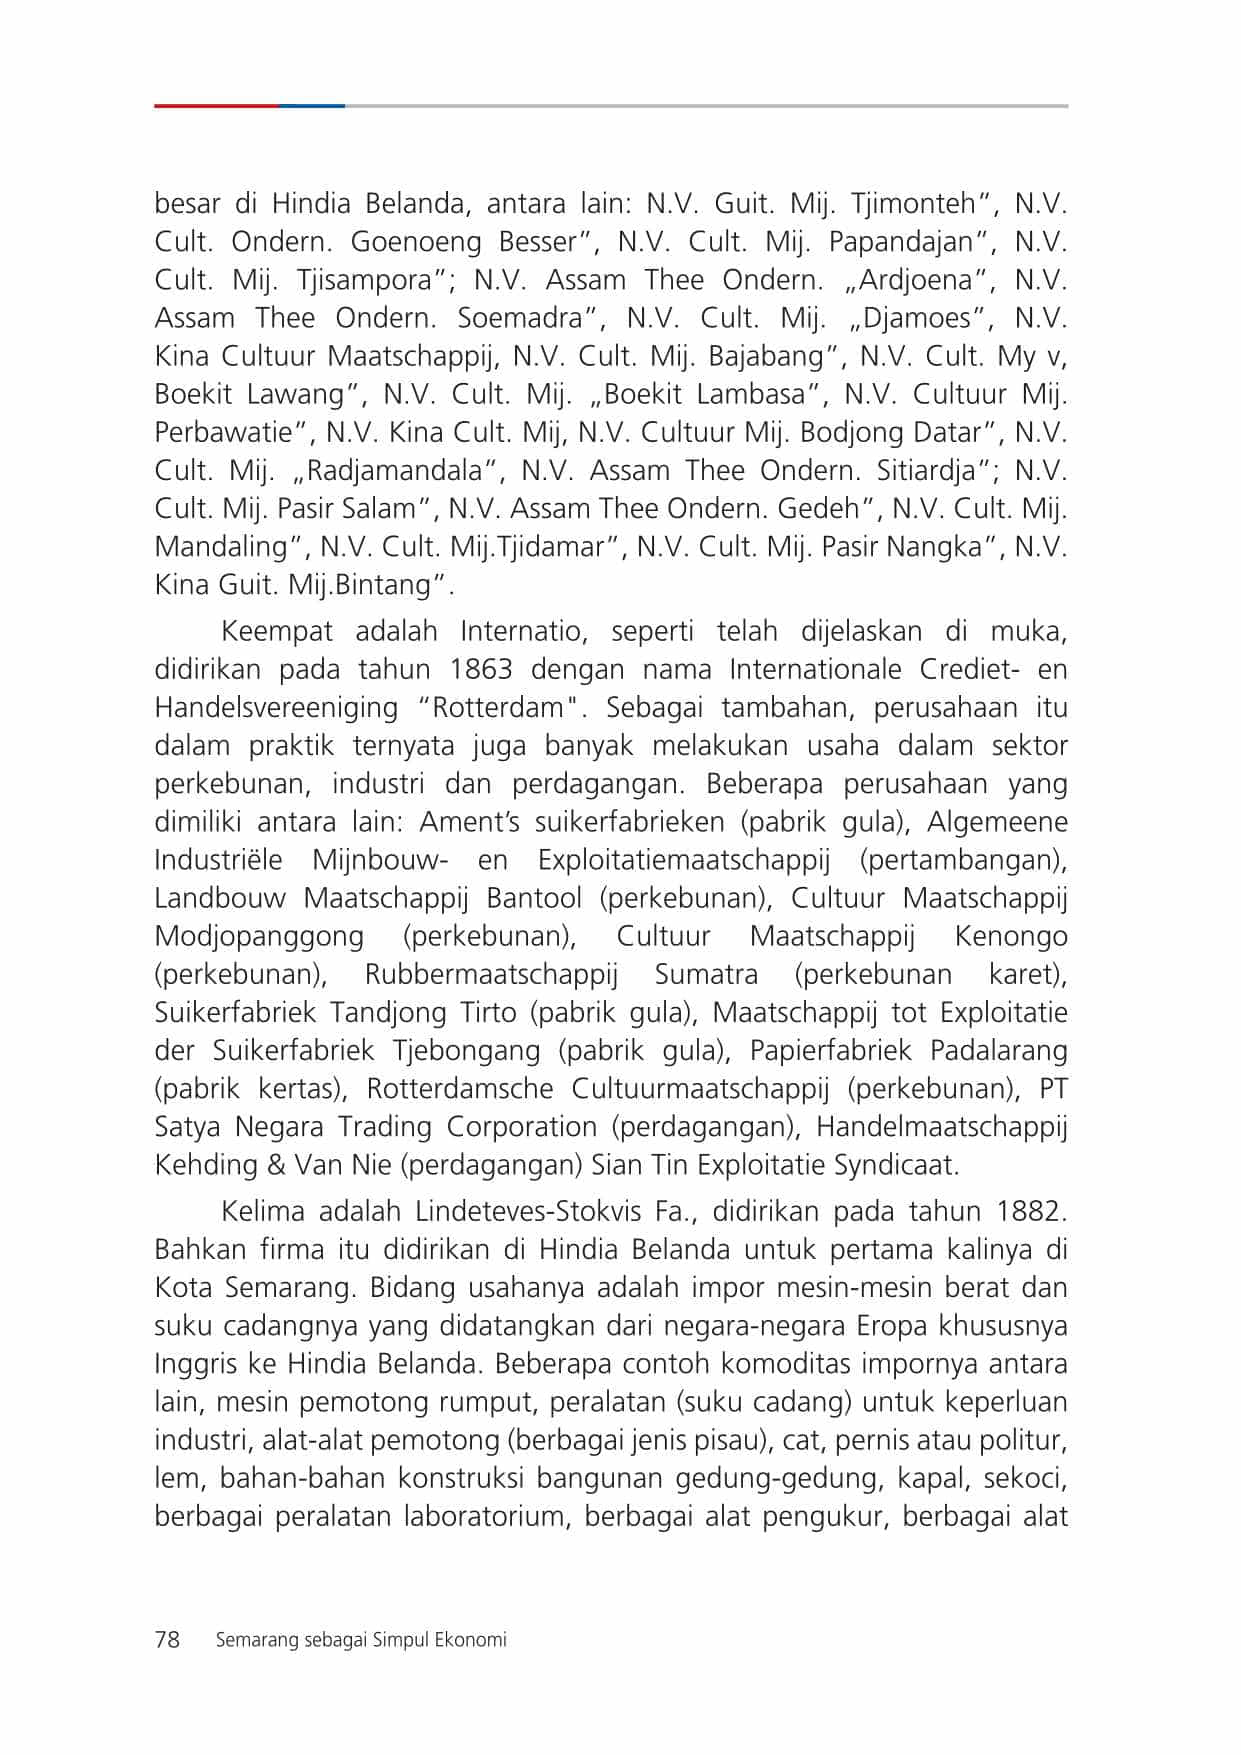 besar di Hindia Belanda, antara lain: N.V. Guit. Mij. Tjimonteh”, N.V.
Cult. Ondern. Goenoeng Besser”, N.V. Cult. Mij. Papandajan”, N.V.
Cult. Mij. Tjisampora”; N.V. Assam Thee Ondern. „Ardjoena”, N.V.
Assam Thee Ondern. Soemadra”, N.V. Cult. Mij. „Djamoes”, N.V.
Kina Cultuur Maatschappij, N.V. Cult. Mij. Bajabang”, N.V. Cult. My v,
Boekit Lawang”, N.V. Cult. Mij. „Boekit Lambasa”, N.V. Cultuur Mij.
Perbawatie”, N.V. Kina Cult. Mij, N.V. Cultuur Mij. Bodjong Datar”, N.V.
Cult. Mij. „Radjamandala”, N.V. Assam Thee Ondern. Sitiardja”; N.V.
Cult. Mij. Pasir Salam”, N.V. Assam Thee Ondern. Gedeh”, N.V. Cult. Mij.
Mandaling”, N.V. Cult. Mij.Tjidamar”, N.V. Cult. Mij. Pasir Nangka”, N.V.
Kina Guit. Mij.Bintang”.
Keempat adalah Internatio, seperti telah dijelaskan di muka,
didirikan pada tahun 1863 dengan nama Internationale Crediet- en
Handelsvereeniging “Rotterdam". Sebagai tambahan, perusahaan itu
dalam praktik ternyata juga banyak melakukan usaha dalam sektor
perkebunan, industri dan perdagangan. Beberapa perusahaan yang
dimiliki antara lain: Ament’s suikerfabrieken (pabrik gula), Algemeene
Industriële Mijnbouw- en Exploitatiemaatschappij (pertambangan),
Landbouw Maatschappij Bantool (perkebunan), Cultuur Maatschappij
Modjopanggong (perkebunan), Cultuur Maatschappij Kenongo
(perkebunan), Rubbermaatschappij Sumatra (perkebunan karet),
Suikerfabriek Tandjong Tirto (pabrik gula), Maatschappij tot Exploitatie
der Suikerfabriek Tjebongang (pabrik gula), Papierfabriek Padalarang
(pabrik kertas), Rotterdamsche Cultuurmaatschappij (perkebunan), PT
Satya Negara Trading Corporation (perdagangan), Handelmaatschappij
Kehding & Van Nie (perdagangan) Sian Tin Exploitatie Syndicaat.
Kelima adalah Lindeteves-Stokvis Fa., didirikan pada tahun 1882.
Bahkan firma itu didirikan di Hindia Belanda untuk pertama kalinya di
Kota Semarang. Bidang usahanya adalah impor mesin-mesin berat dan
suku cadangnya yang didatangkan dari negara-negara Eropa khususnya
Inggris ke Hindia Belanda. Beberapa contoh komoditas impornya antara
lain, mesin pemotong rumput, peralatan (suku cadang) untuk keperluan
industri, alat-alat pemotong (berbagai jenis pisau), cat, pernis atau politur,
lem, bahan-bahan konstruksi bangunan gedung-gedung, kapal, sekoci,
berbagai peralatan laboratorium, berbagai alat pengukur, berbagai alat
78 Semarang sebagai Simpul Ekonomi